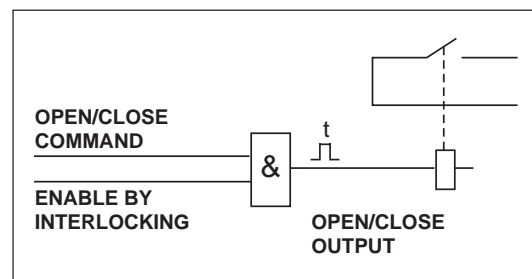 OPEN/CLOSE
COMMAND
&
t
ENABLE BY
INTERLOCKING
OPEN/CLOSE
OUTPUT